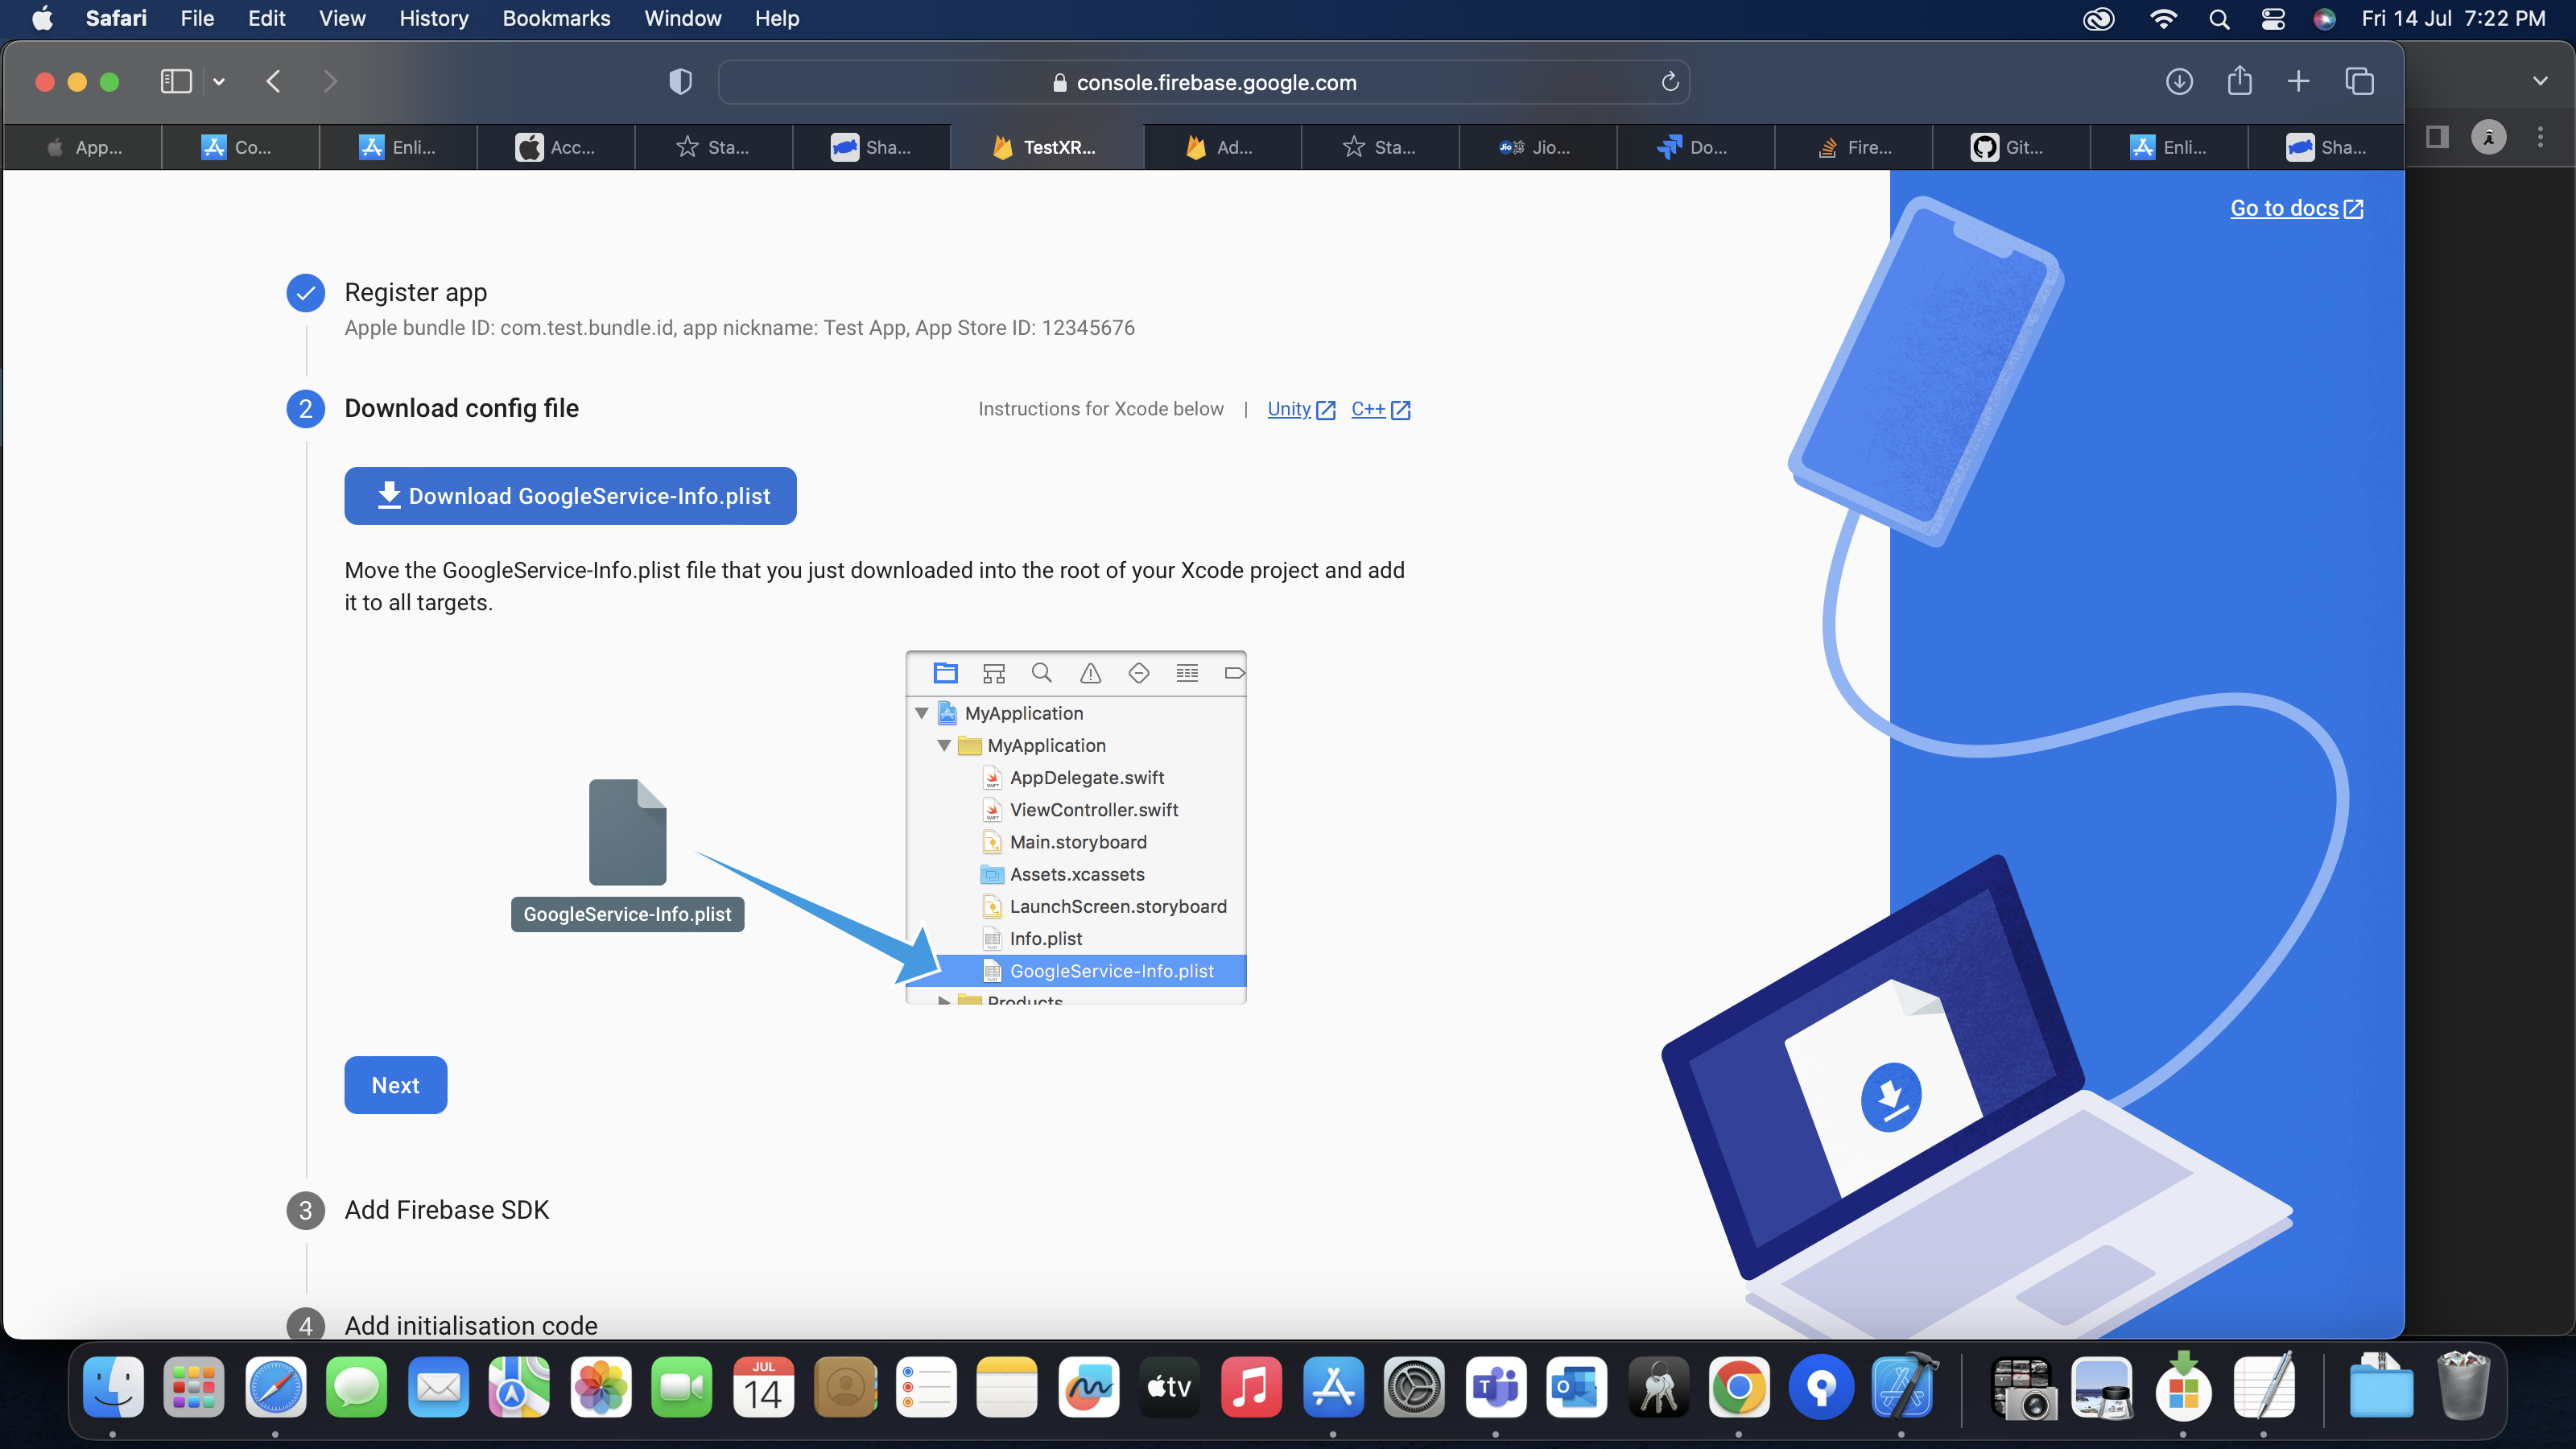 Safari File Edit View History Bookmarks Window Help Fri 14 Jul 7:22 PM
console.firebase.google.com
App... Co... Enli... Acc... Sta... Sha... TestXR... Ad... Sta... Jio... Do... Fire... Git... Enli... Sha...
Go to docs
Register app
Apple bundle ID: com.test.bundle.id, app nickname: Test App, App Store ID: 12345676
2 Download config file Instructions for Xcode below | Unity C++
Download GoogleService-Info.plist
Move the GoogleService-Info.plist file that you just downloaded into the root of your Xcode project and add
it to all targets.
MyApplication
MyApplication
AppDelegate.swift
ViewController.swift
Main.storyboard
Assets.xcassets
LaunchScreen.storyboard
Info.plist
GoogleService-Info.plist
Products
GoogleService-Info.plist
Next
3 Add Firebase SDK
4 Add initialisation code
JUL
14
tv